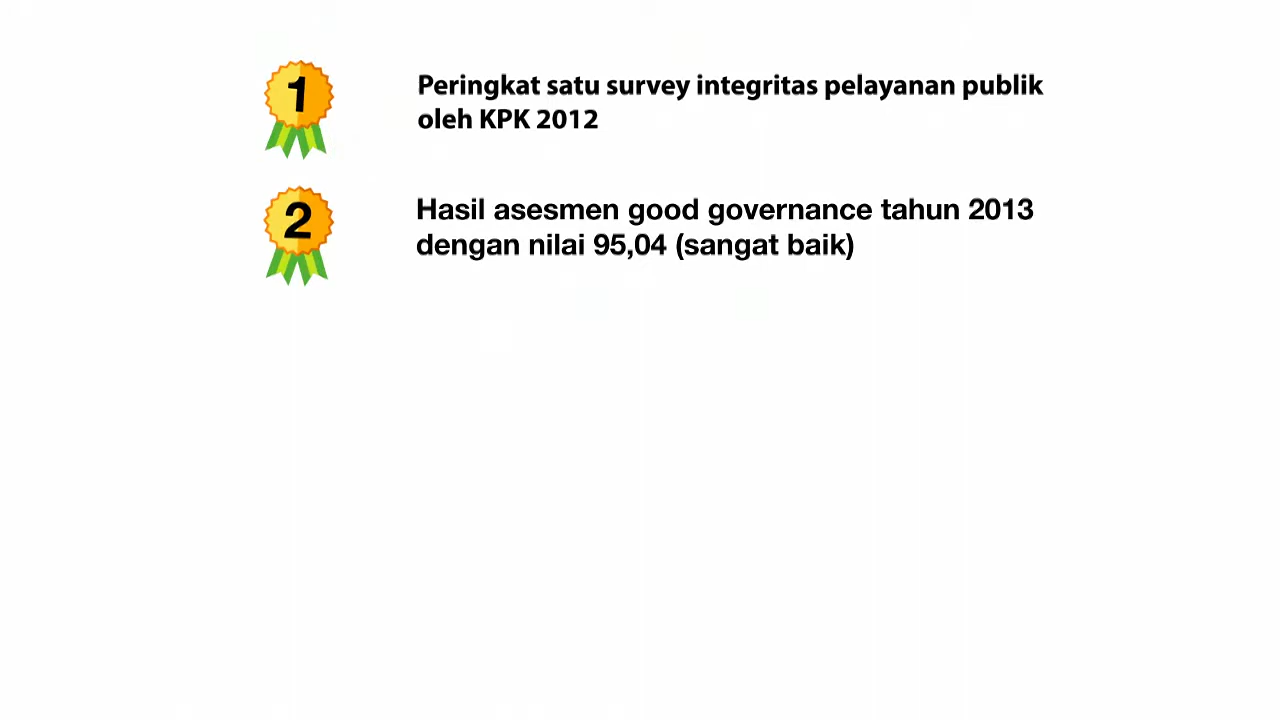 1
Peringkat satu survey integritas pelayanan publik
oleh KPK 2012
2
Hasil asesmen good governance tahun 2013
dengan nilai 95,04 (sangat baik)